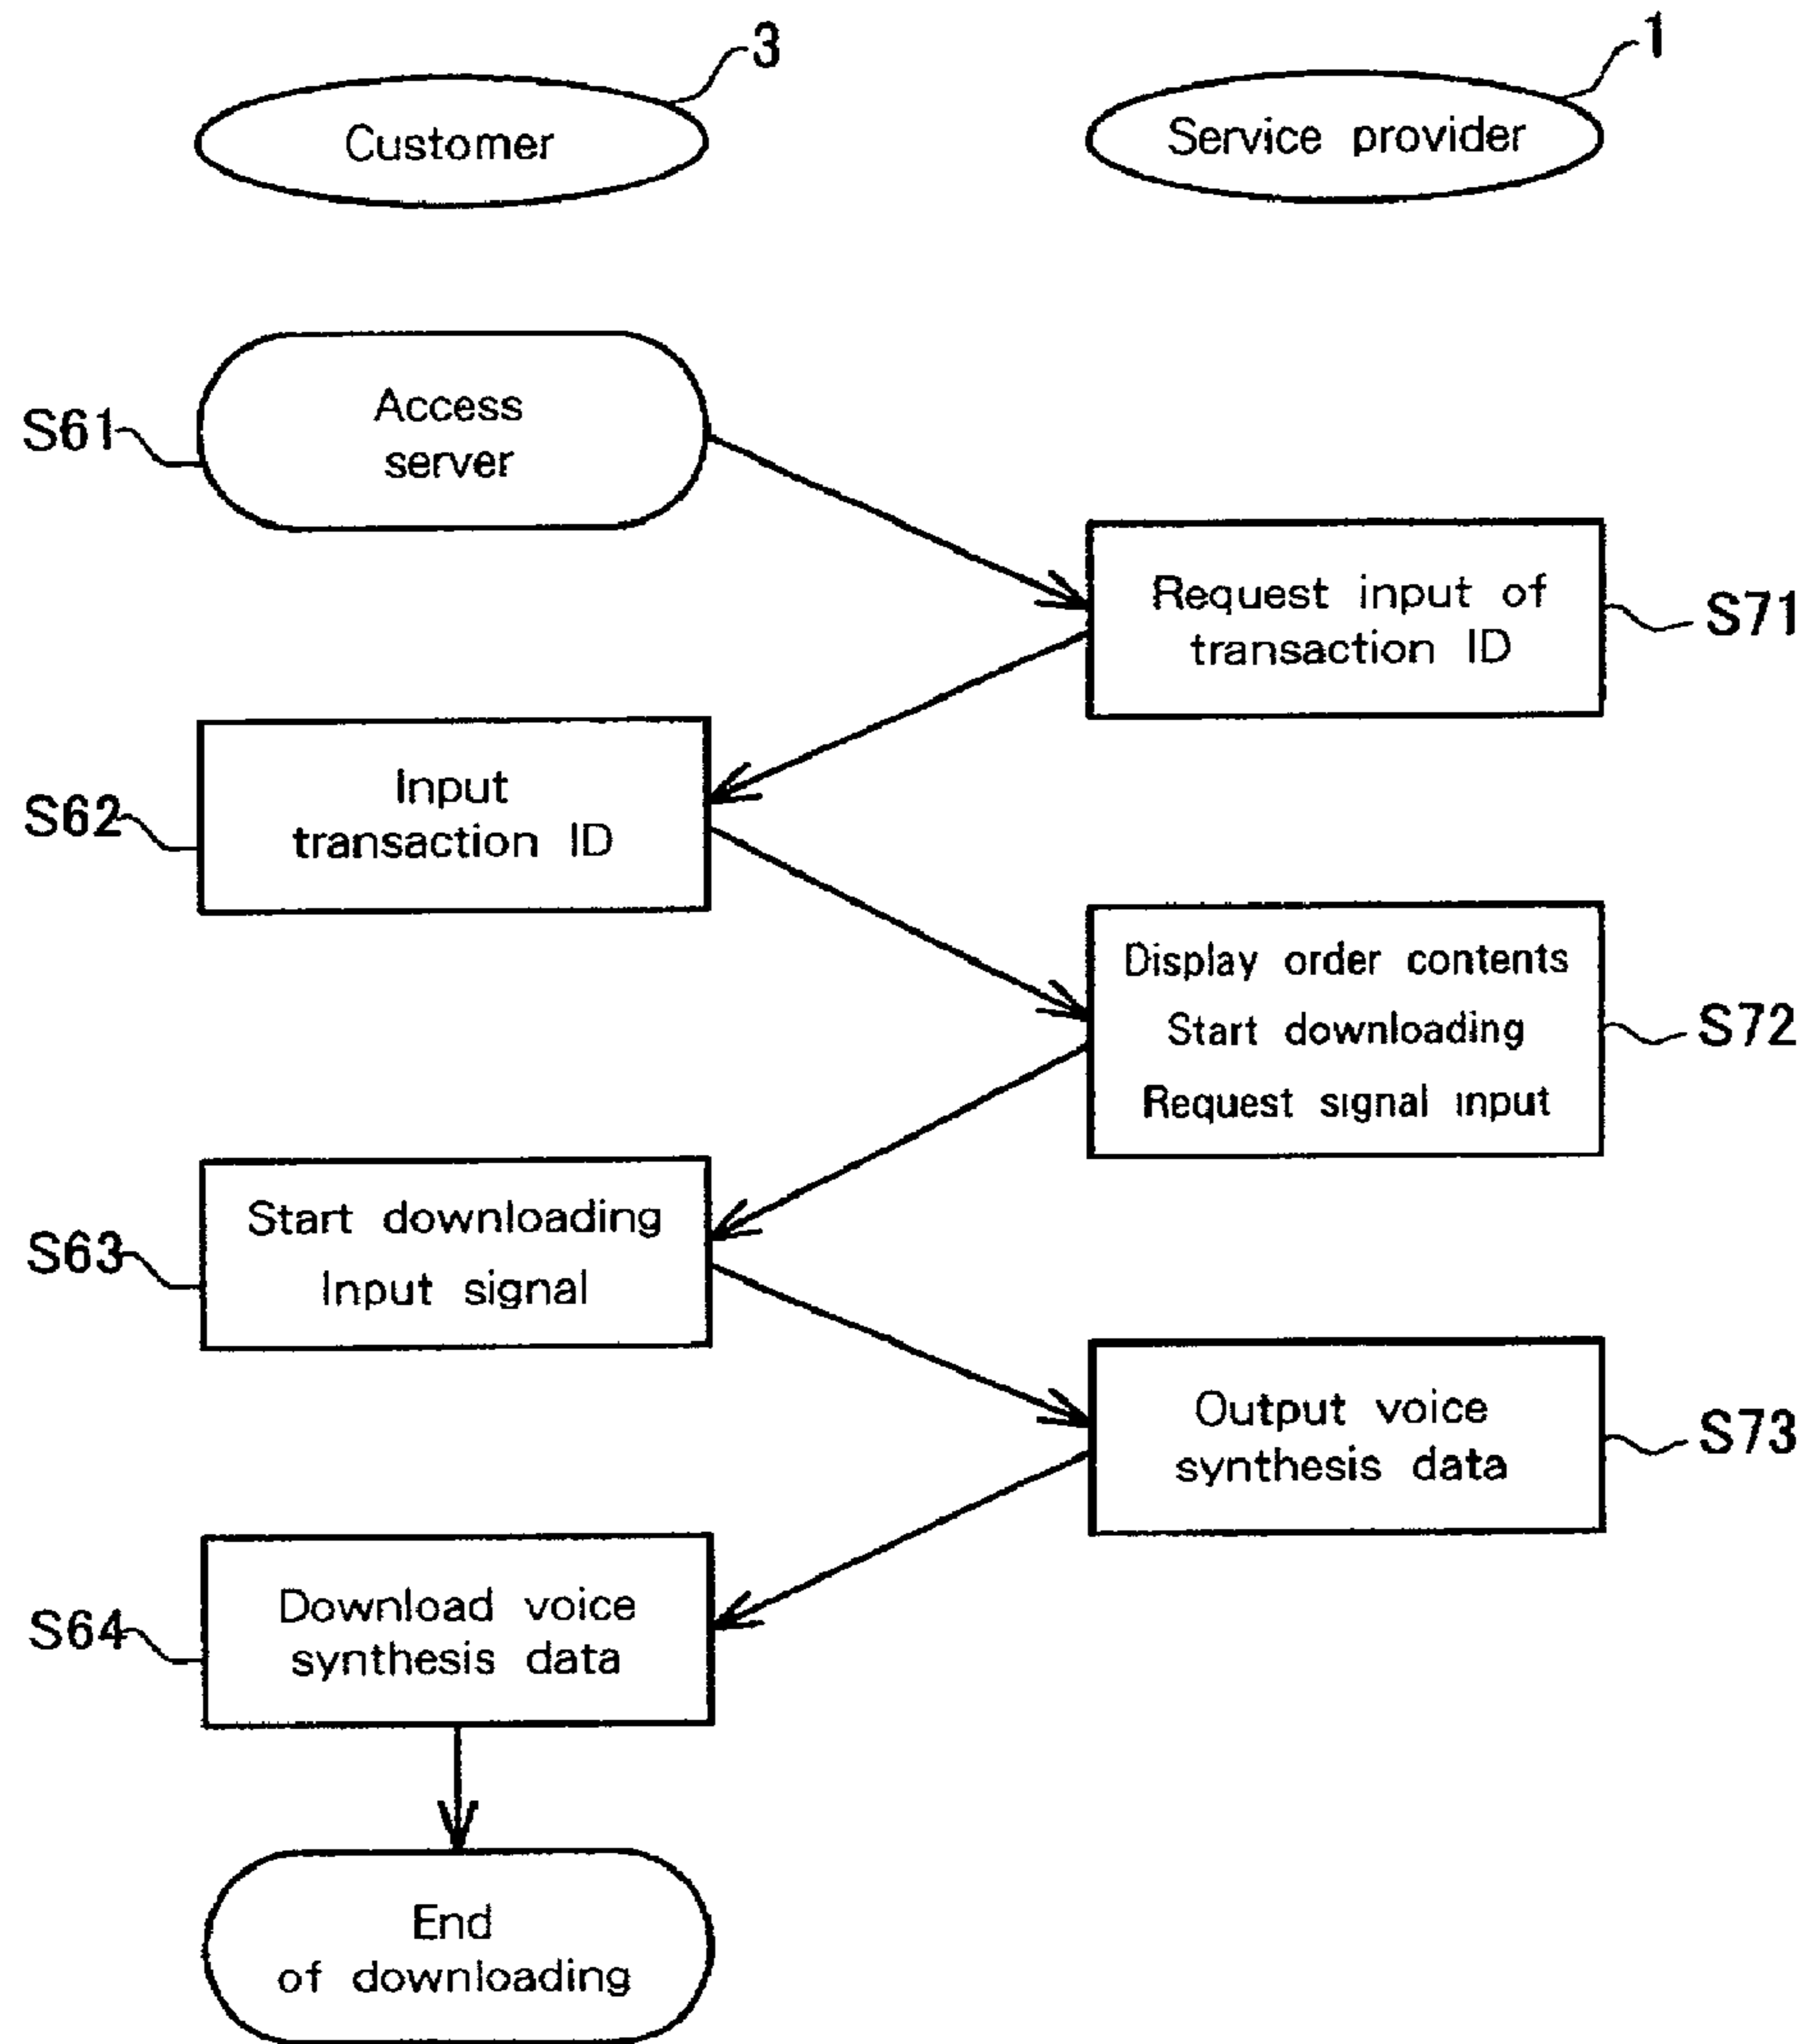 3
1
Customer
Service provider
S61
Access
server
Request input of
transaction ID
S71
S62
Input
transaction ID
Display order contents
Start downloading
Request signal input
S72
S63
Start downloading
Input signal
Output voice
synthesis data
S73
S64
Download voice
synthesis data
End
of downloading